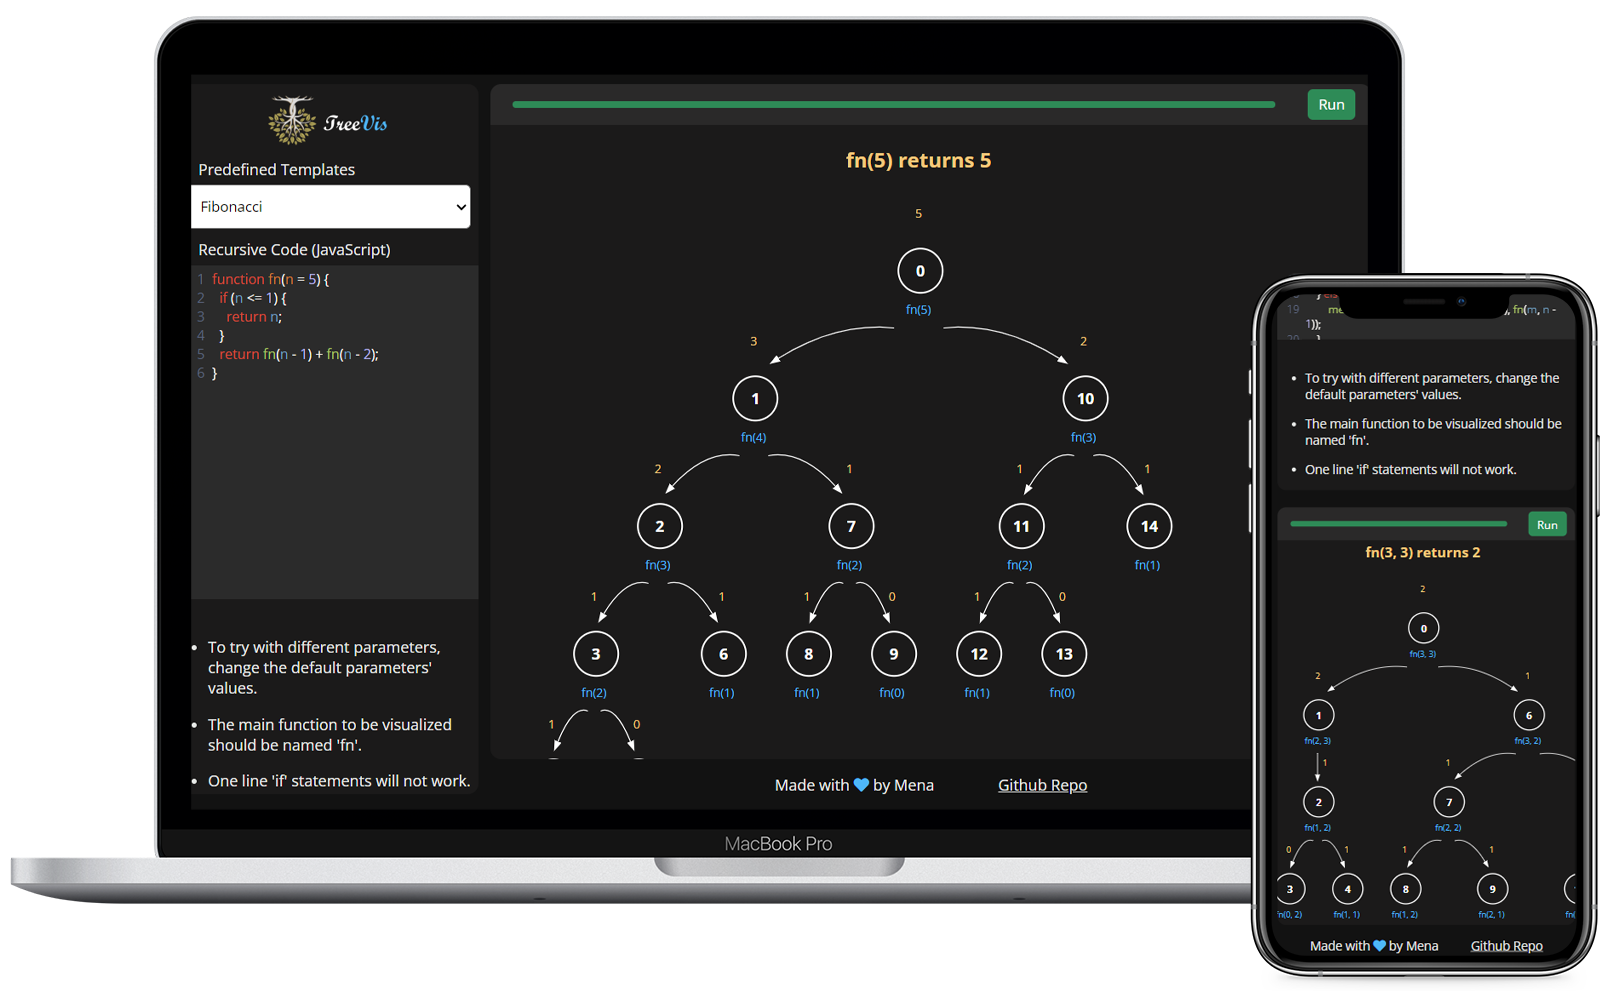 TreeVis
Predefined Templates
Fibonacci
Recursive Code (JavaScript)
1 function fn(n = 5) {
2 if (n <= 1) {
3 return n;
4 }
5 return fn(n - 1) + fn(n - 2);
6 }
To try with different parameters,
change the default parameters'
values.
The main function to be visualized
should be named 'fn'.
One line 'if' statements will not work.
Run
fn(5) returns 5
5
0
fn(5)
3
2
1
10
fn(4)
fn(3)
2
1
1
1
2
7
11
14
fn(3)
fn(2)
fn(2)
fn(1)
1
1
1
0
1
0
3
6
8
9
12
13
fn(2)
fn(1)
fn(1)
fn(0)
fn(1)
fn(0)
1
0
Made with by Mena
Github Repo
MacBook Pro
} els
19 me ), fn(m, n -
1));
20 }
To try with different parameters, change the
default parameters' values.
The main function to be visualized should be
named 'fn'.
One line 'if' statements will not work.
Run
fn(3, 3) returns 2
2
0
fn(3, 3)
2
1
1
6
fn(2, 3)
fn(3, 2)
1
1
2
7
fn(1, 2)
fn(2, 2)
0
1
1
1
3
4
8
9
fn(0, 2)
fn(1, 1)
fn(1, 2)
fn(2, 1)
fn(
Made with by Mena
Github Repo